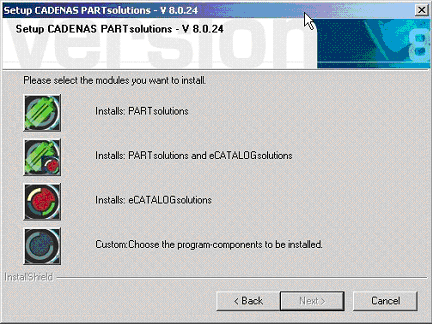 Setup CADENAS PARTsolutions - V 8.0.24
version 8
Setup CADENAS PARTsolutions - V 8.0.24
Please select the modules you want to install.
Installs: PARTsolutions
Installs: PARTsolutions and eCATALOGsolutions
Installs: eCATALOGsolutions
Custom:Choose the program-components to be installed.
InstallShield
< Back
Next >
Cancel